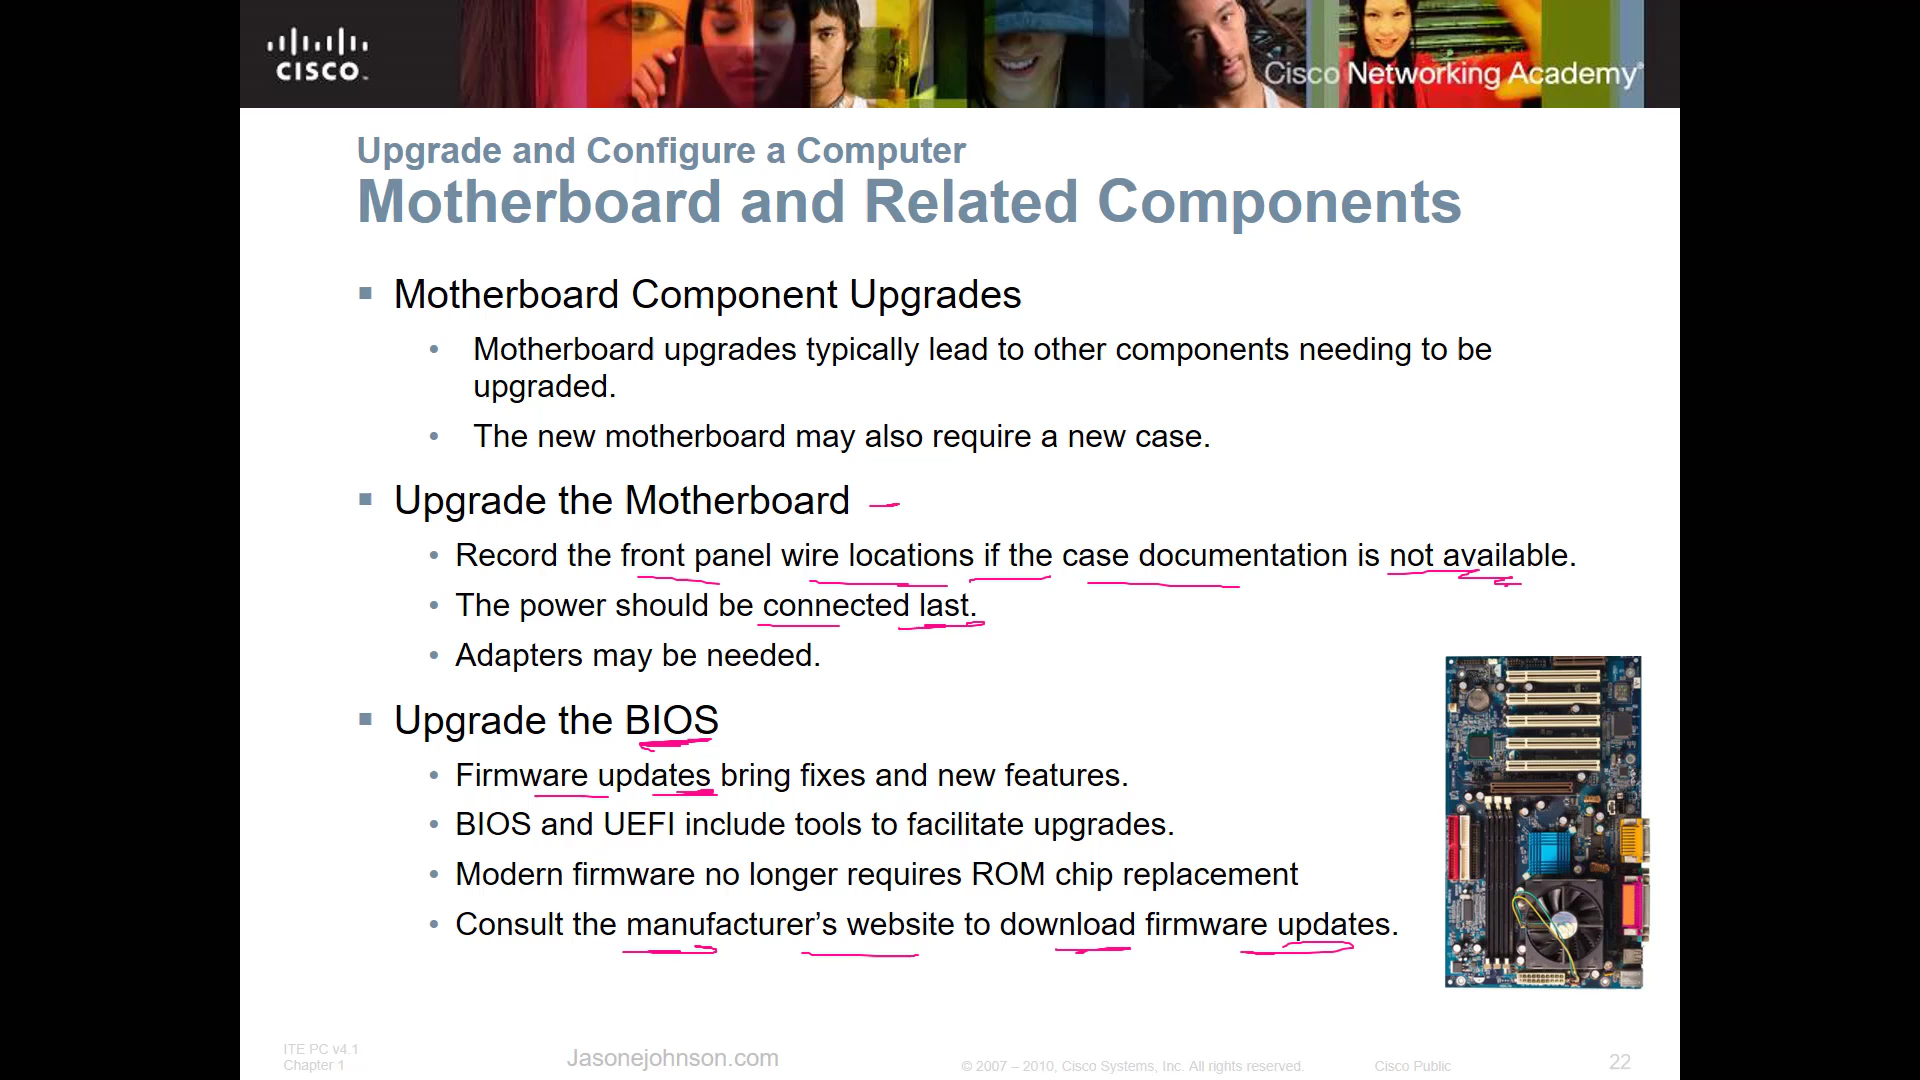 CISCO
Cisco Networking Academy
Upgrade and Configure a Computer
Motherboard and Related Components
Motherboard Component Upgrades
Motherboard upgrades typically lead to other components needing to be
upgraded.
The new motherboard may also require a new case.
Upgrade the Motherboard
Record the front panel wire locations if the case documentation is not available.
The power should be connected last.
Adapters may be needed.
Upgrade the BIOS
Firmware updates bring fixes and new features.
BIOS and UEFI include tools to facilitate upgrades.
Modern firmware no longer requires ROM chip replacement
Consult the manufacturer’s website to download firmware updates.
ITE PC v4.1
Chapter 1
Jasonejohnson.com
© 2007 – 2010, Cisco Systems, Inc. All rights reserved.
Cisco Public
22